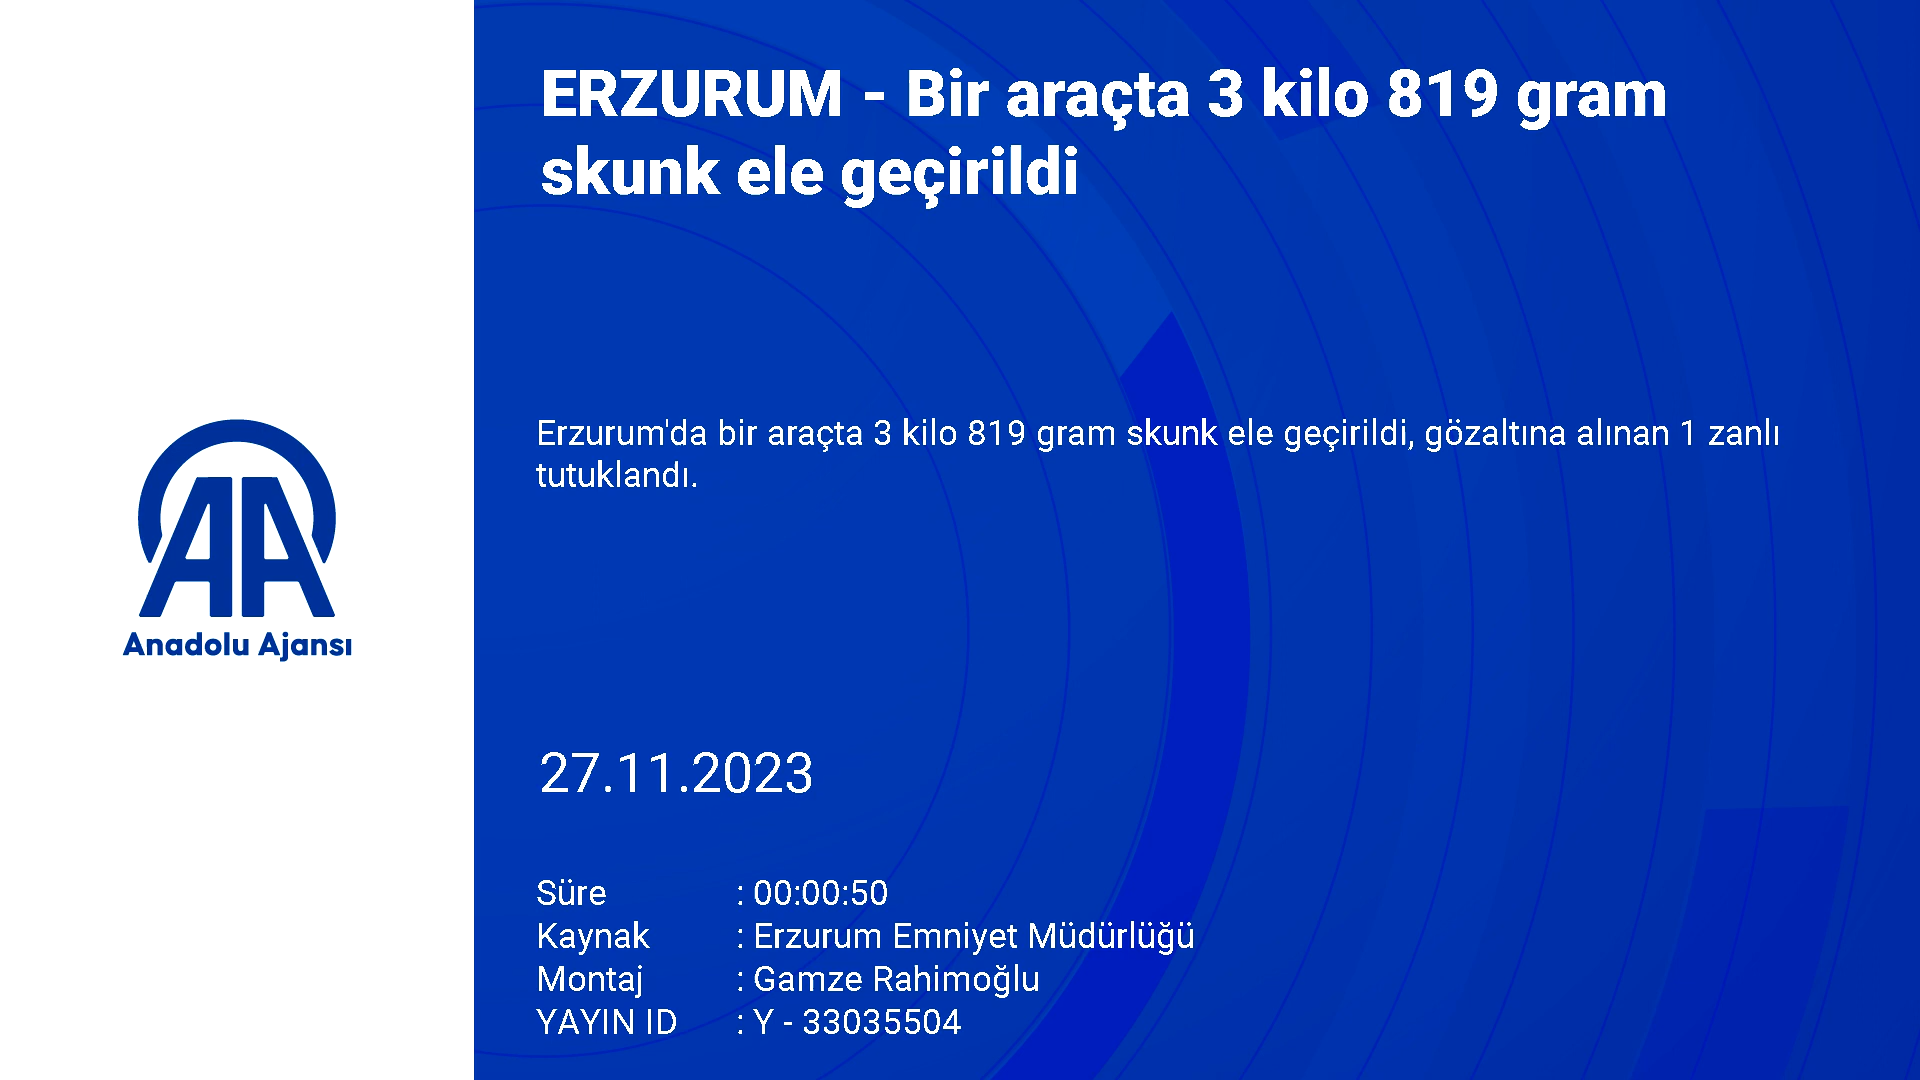 ERZURUM - Bir araçta 3 kilo 819 gram
skunk ele geçirildi
Erzurum'da bir araçta 3 kilo 819 gram skunk ele geçirildi, gözaltına alınan 1 zanlı
tutuklandı.
AA
Anadolu Ajansı
27.11.2023
Süre : 00:00:50
Kaynak : Erzurum Emniyet Müdürlüğü
Montaj : Gamze Rahimoğlu
YAYIN ID : Y - 33035504